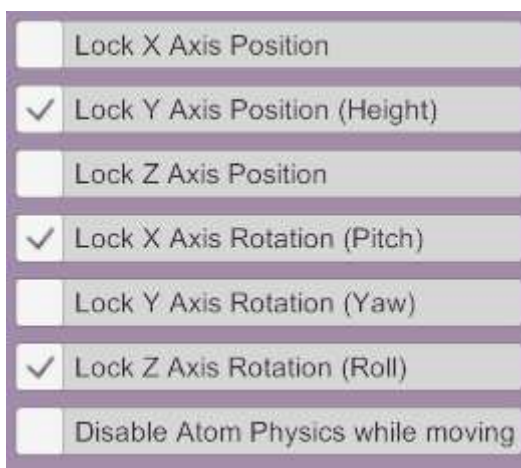 Lock X Axis Position
Lock Y Axis Position (Height)
Lock Z Axis Position
Lock X Axis Rotation (Pitch)
Lock Y Axis Rotation (Yaw)
Lock Z Axis Rotation (Roll)
Disable Atom Physics while moving